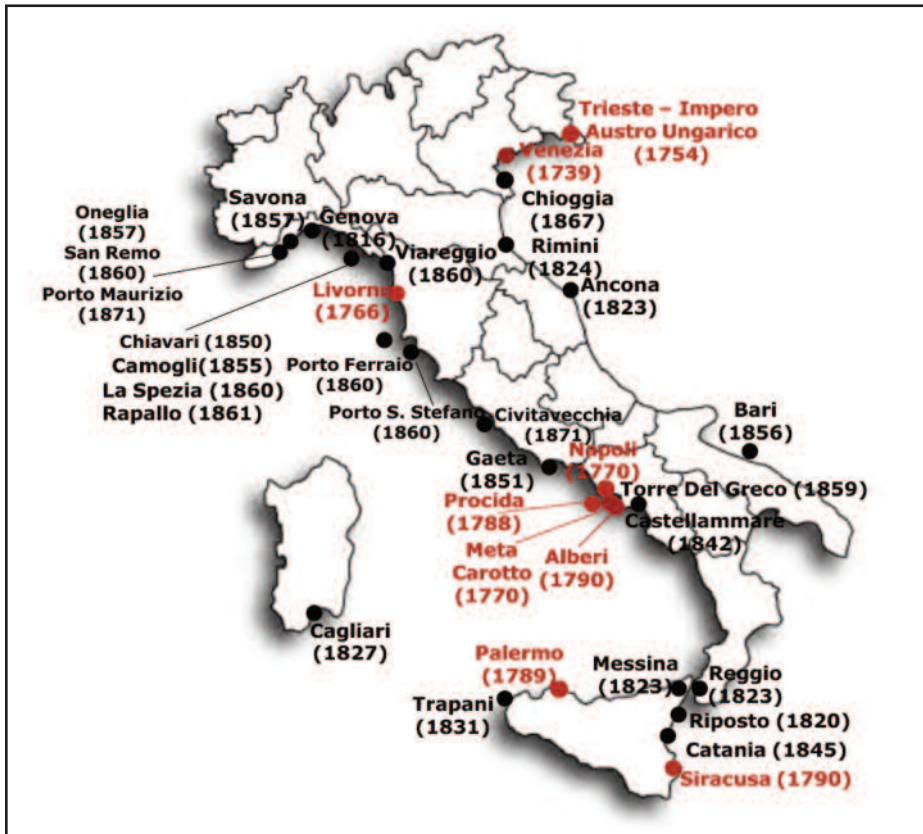 Trieste – Impero
Austro Ungarico
(1754)
Venezia
(1739)
Chioggia
(1867)
Savona
(1857)
Genova
(1816)
Oneglia
(1857)
San Remo
(1860)
Porto Maurizio
(1871)
Viareggio
(1860)
Rimini
(1824)
Ancona
(1823)
Livorno
(1766)
Chiavari (1850)
Camogli(1855)
La Spezia (1860)
Rapallo (1861)
Porto Ferraio
(1860)
Porto S. Stefano
(1860)
Civitavecchia
(1871)
Bari
(1856)
Gaeta
(1851)
Napoli
(1770)
Torre Del Greco (1859)
Procida
(1788)
Castellammare
(1842)
Meta
Carotto
(1770)
Alberi
(1790)
Cagliari
(1827)
Palermo
(1789)
Messina
(1823)
Reggio
(1823)
Trapani
(1831)
Riposto (1820)
Catania (1845)
Siracusa (1790)